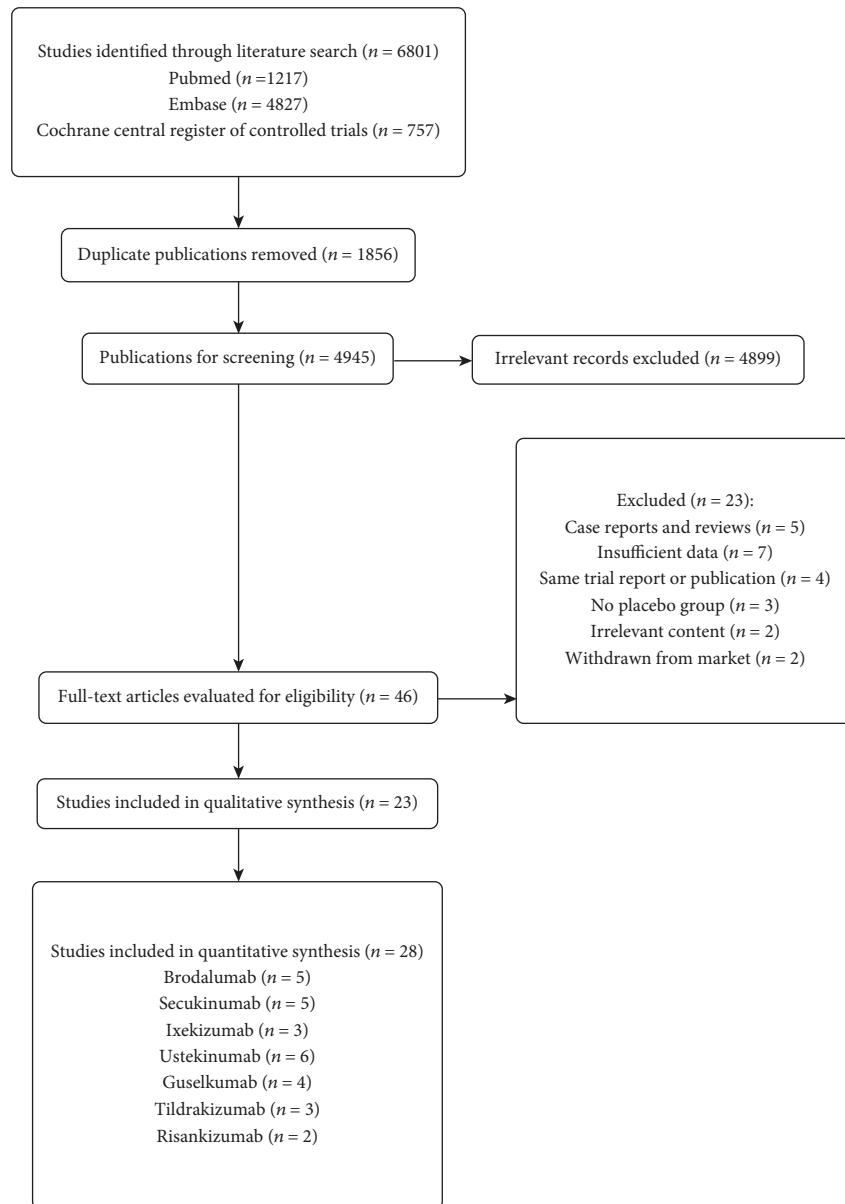 Studies identified through literature search (n = 6801)
Pubmed (n =1217)
Embase (n = 4827)
Cochrane central register of controlled trials (n = 757)
Duplicate publications removed (n = 1856)
Publications for screening (n = 4945)
Irrelevant records excluded (n = 4899)
Excluded (n = 23):
Case reports and reviews (n = 5)
Insufficient data (n = 7)
Same trial report or publication (n = 4)
No placebo group (n = 3)
Irrelevant content (n = 2)
Withdrawn from market (n = 2)
Full-text articles evaluated for eligibility (n = 46)
Studies included in qualitative synthesis (n = 23)
Studies included in quantitative synthesis (n = 28)
Brodalumab (n = 5)
Secukinumab (n = 5)
Ixekizumab (n = 3)
Ustekinumab (n = 6)
Guselkumab (n = 4)
Tildrakizumab (n = 3)
Risankizumab (n = 2)